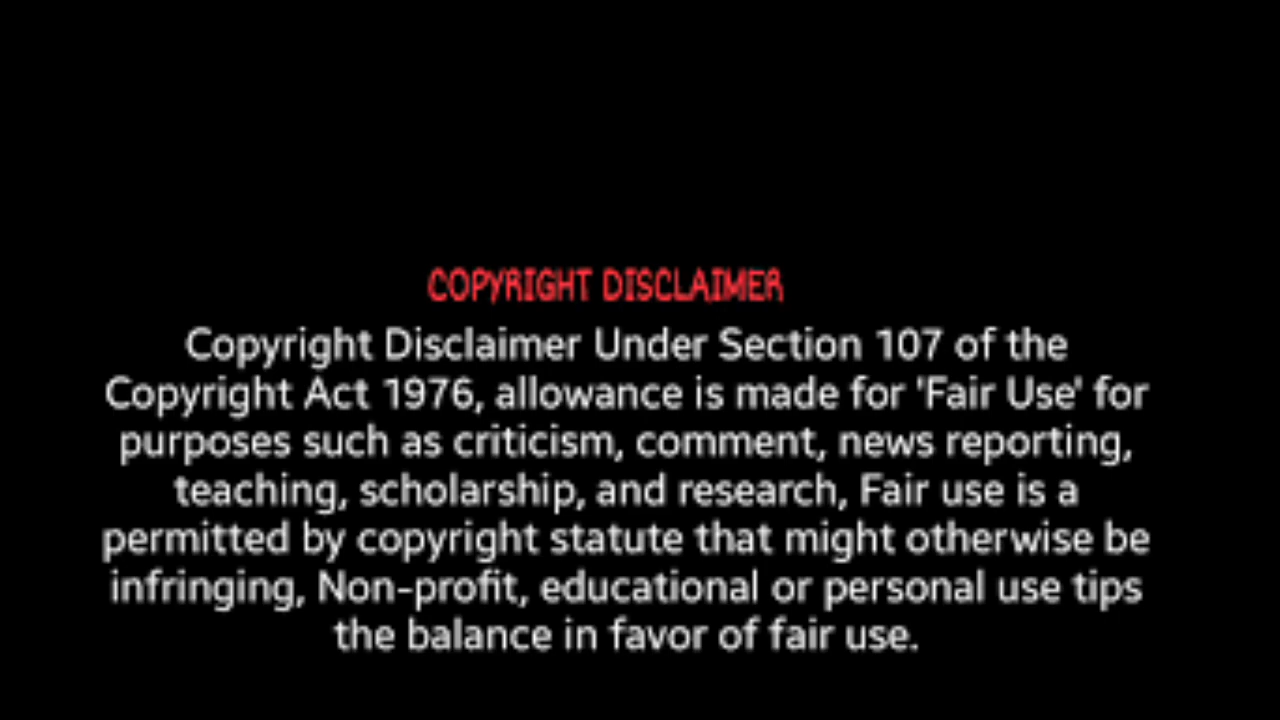 COPYRIGHT DISCLAIMER
Copyright Disclaimer Under Section 107 of the
Copyright Act 1976, allowance is made for 'Fair Use' for
purposes such as criticism, comment, news reporting,
teaching, scholarship, and research, Fair use is a
permitted by copyright statute that might otherwise be
infringing, Non-profit, educational or personal use tips
the balance in favor of fair use.